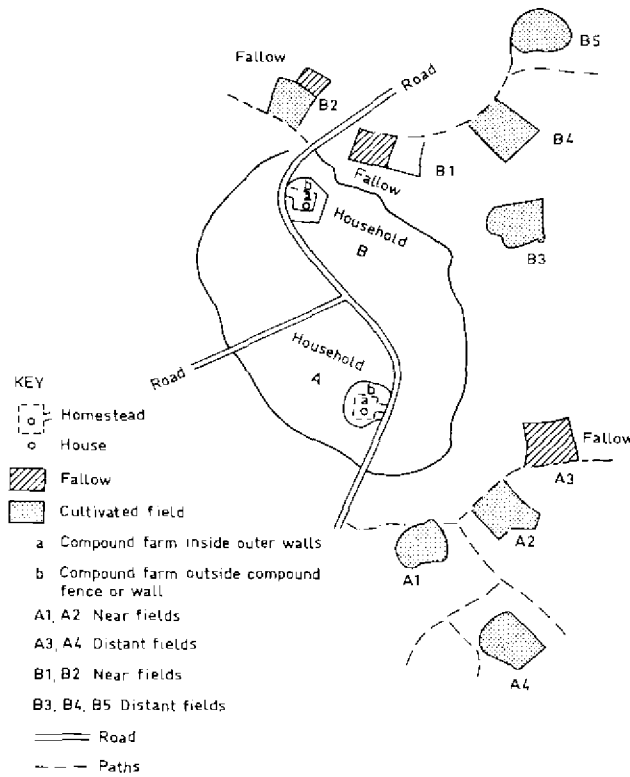 B5
Fallow
Road
B2
B4
B1
Fallow
Household
B
B3
Household
A
Road
b
a
Fallow
A3
A2
A1
A4
KEY
Homestead
House
Fallow
Cultivated field
a Compound farm inside outer walls
b Compound farm outside compound
fence or wall
A1, A2 Near fields
A3, A4 Distant fields
B1, B2 Near fields
B3, B4, B5 Distant fields
Road
Paths